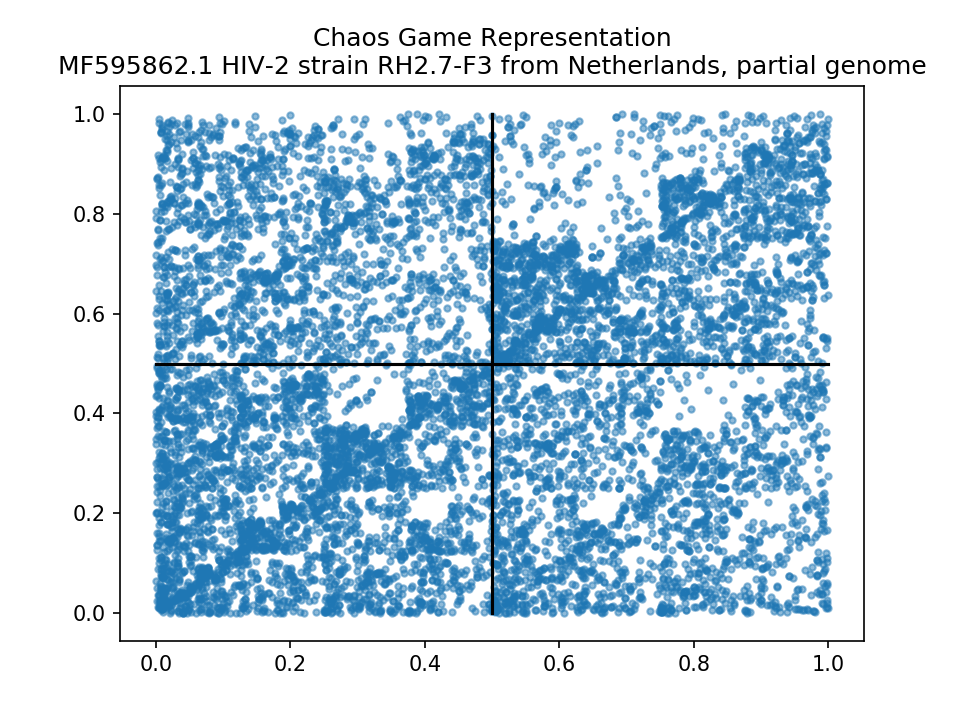 Chaos Game Representation
MF595862.1 HIV-2 strain RH2.7-F3 from Netherlands, partial genome
1.0
0.8
0.6
0.4
0.2
0.0
0.0 0.2 0.4 0.6 0.8 1.0